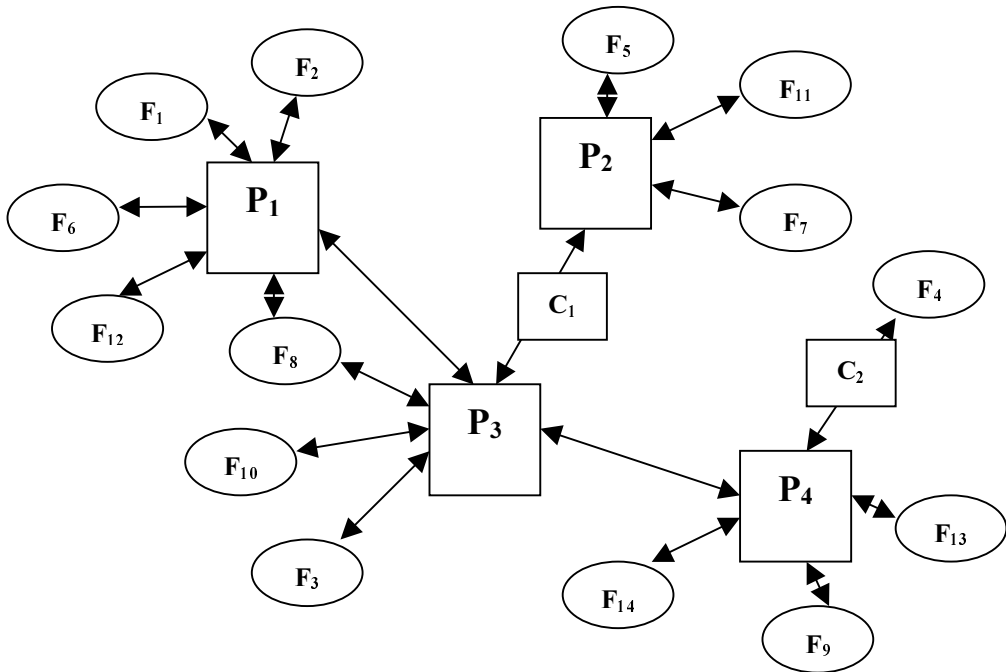 F₅
F₂
F₁₁
F₁
P₂
P₁
F₆
F₇
F₄
C₁
F₁₂
F₈
C₂
P₃
F₁₀
P₄
F₁₃
F₃
F₁₄
F₉